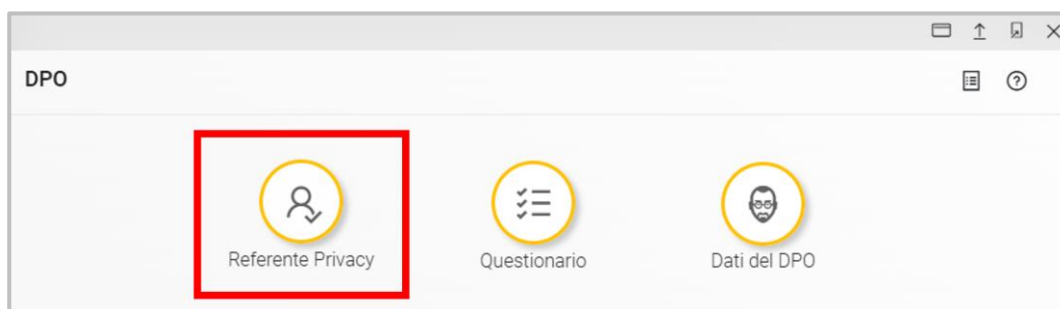 DPO
Referente Privacy
Questionario
Dati del DPO